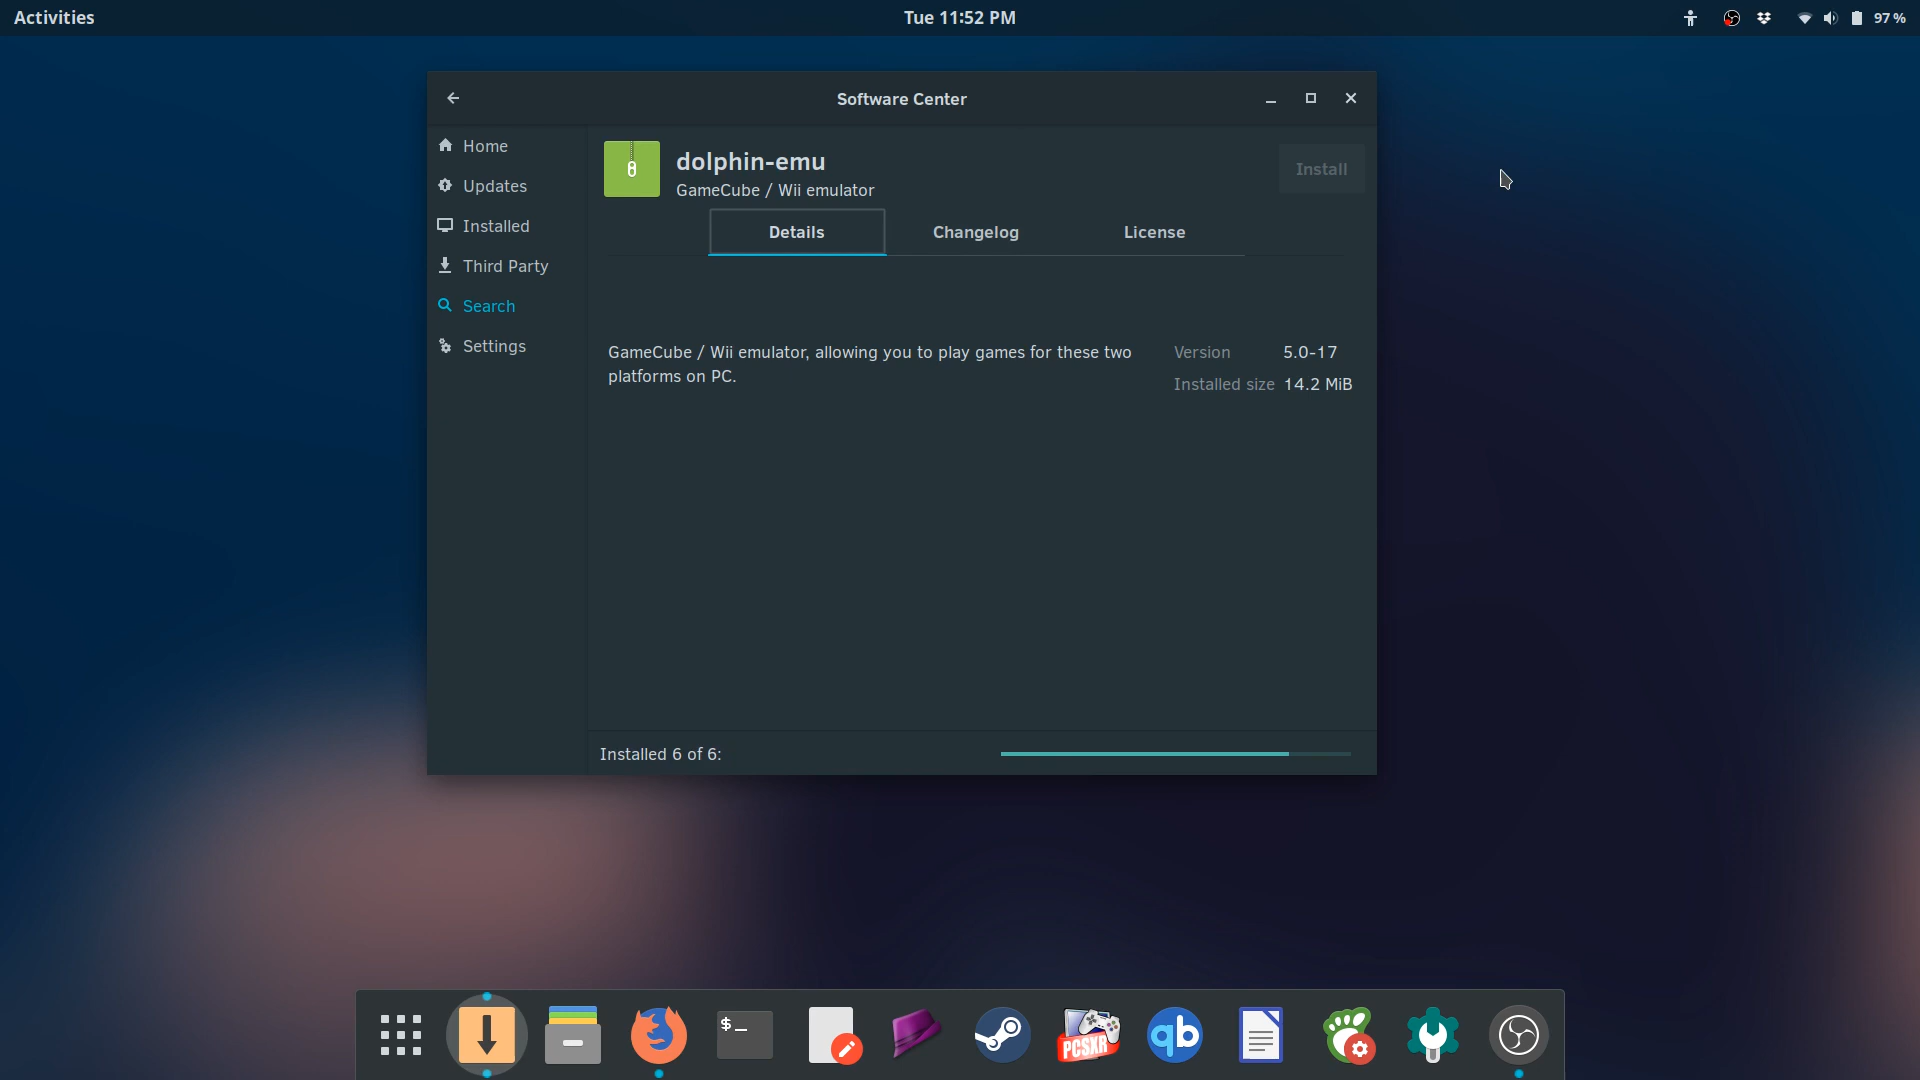 Activities
Tue 11:52 PM
97 %
Software Center
Home
Updates
Installed
Third Party
Search
Settings
dolphin-emu
GameCube / Wii emulator
Install
Details
Changelog
License
GameCube / Wii emulator, allowing you to play games for these two
platforms on PC.
Version 5.0-17
Installed size 14.2 MiB
Installed 6 of 6:
$_
PCSXR
qb